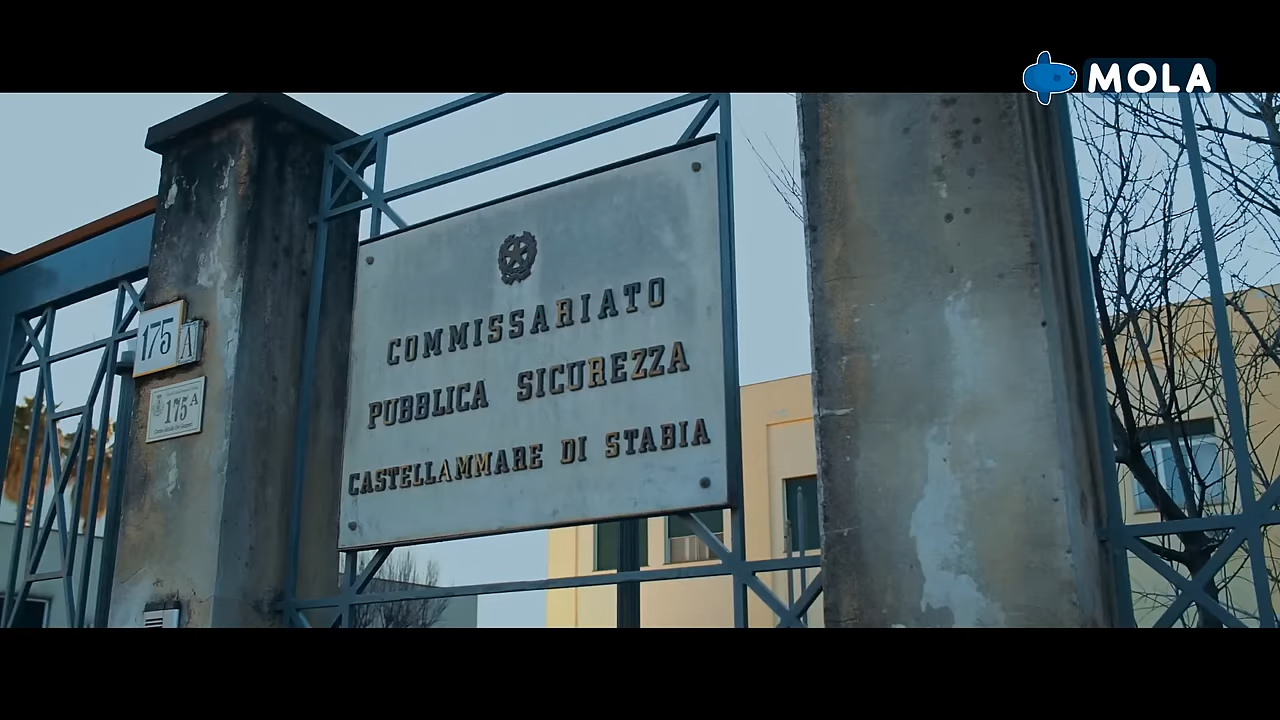 MOLA
COMMISSARIATO
PUBBLICA SICUREZZA
CASTELLAMMARE DI STABIA
175 A
175 A